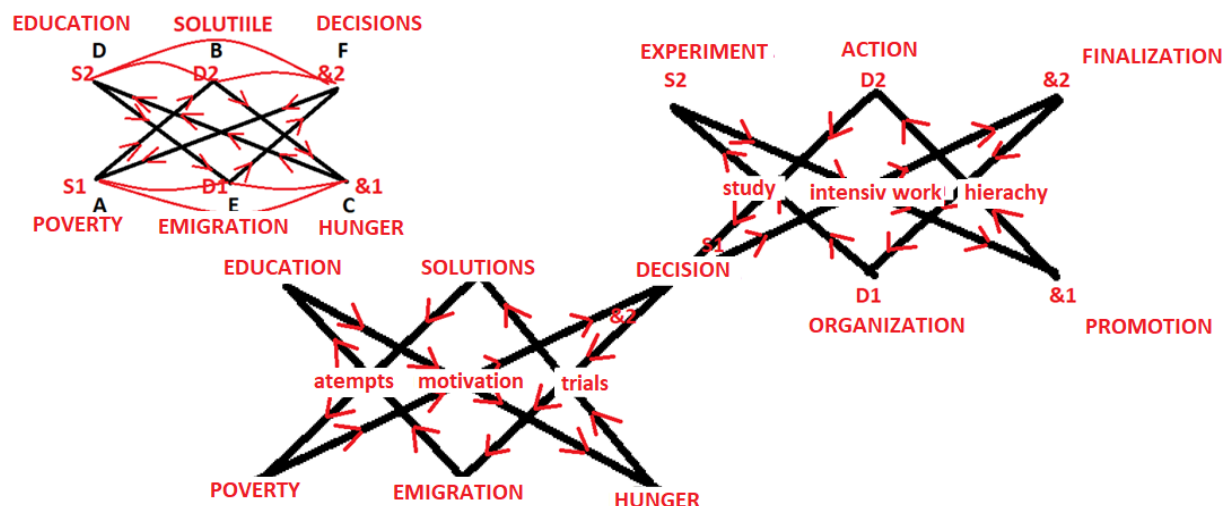 EDUCATION SOLUTIILE DECISIONS
D B F
S2 D2 &2
S1 D1 &1
A E C
POVERTY EMIGRATION HUNGER
EXPERIMENT ACTION FINALIZATION
S2 D2 &2
study intensiv work hierachy
S1
D1 &1
ORGANIZATION PROMOTION
EDUCATION SOLUTIONS DECISION
&2
atempts motivation trials
POVERTY EMIGRATION HUNGER